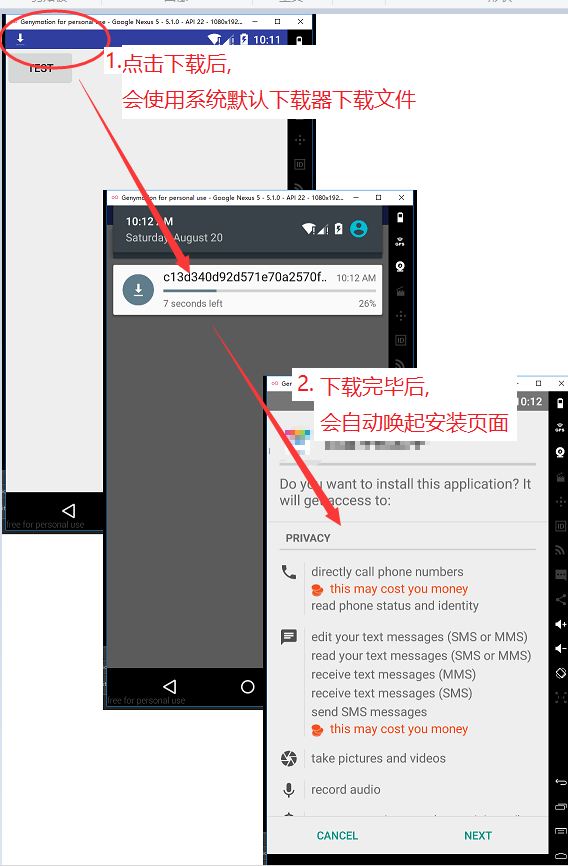 Genymotion for personal use - Google Nexus 5 - 5.1.0 - API 22 - 1080x192...
10:11
TEST
1.点击下载后,
会使用系统默认下载器下载文件
ID
Genymotion for personal use - Google Nexus 5 - 5.1.0 - API 22 - 1080x192...
10:12 AM
Saturday, August 20
GPS
c13d340d92d571e70a2570f..
10:12 AM
7 seconds left
26%
ID
free for personal use
free for personal use
2. 下载完毕后,
会自动唤起安装页面
10:12
GPS
Do you want to install this application? It
will get access to:
PRIVACY
ID
directly call phone numbers
this may cost you money
read phone status and identity
edit your text messages (SMS or MMS)
read your text messages (SMS or MMS)
receive text messages (MMS)
receive text messages (SMS)
send SMS messages
this may cost you money
take pictures and videos
record audio
CANCEL
NEXT